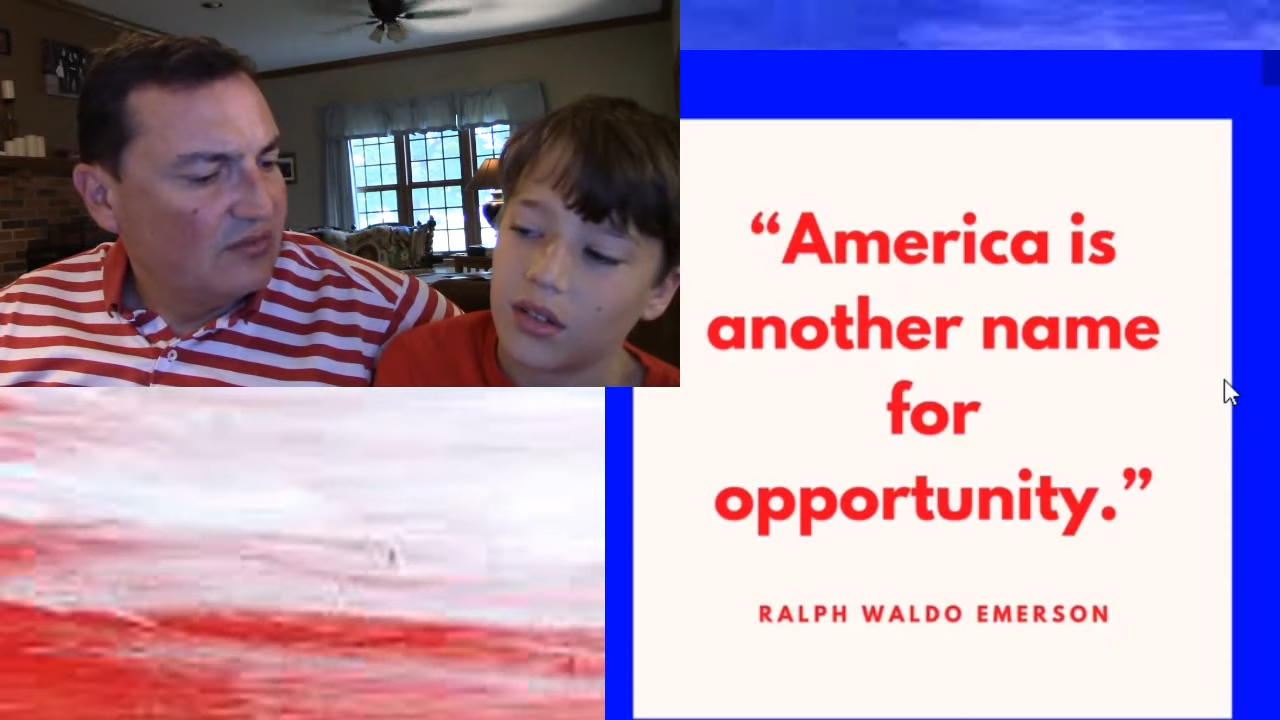 “America is
another name
for
opportunity.”
RALPH WALDO EMERSON